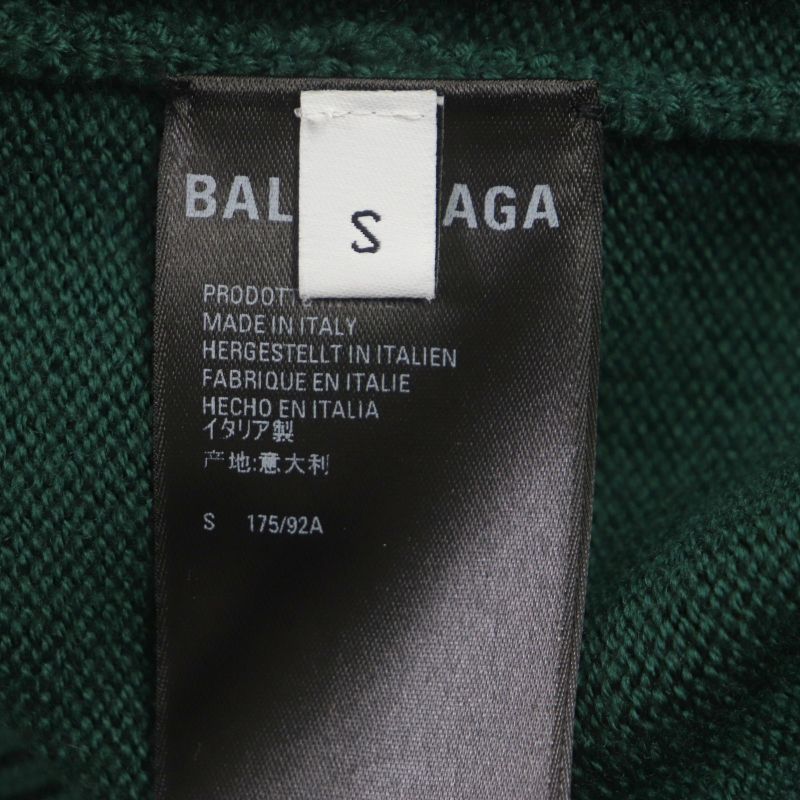 BAL AGA
S
PRODOTT
MADE IN ITALY
HERGESTELLT IN ITALIEN
FABRIQUE EN ITALIE
HECHO EN ITALIA
イタリア製
产地:意大利
S 175/92A